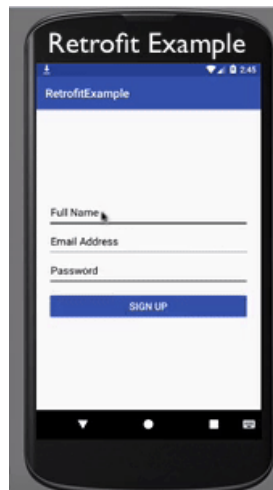 Retrofit Example
2:45
RetrofitExample
Full Name
Email Address
Password
SIGN UP